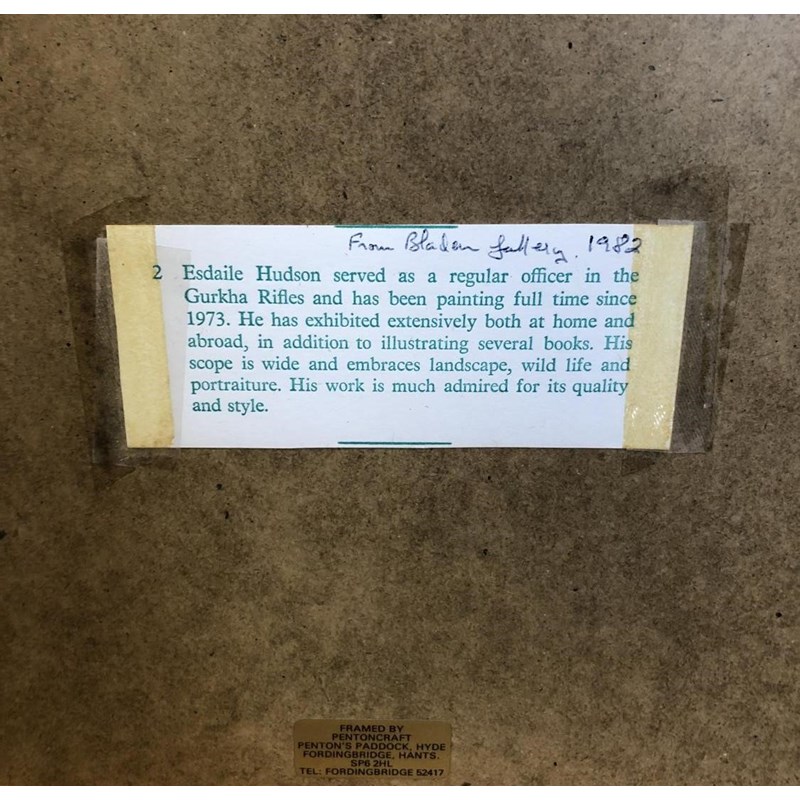 From Bladon Gallery. 1982
2 Esdaile Hudson served as a regular officer in the
Gurkha Rifles and has been painting full time since
1973. He has exhibited extensively both at home and
abroad, in addition to illustrating several books. His
scope is wide and embraces landscape, wild life and
portraiture. His work is much admired for its quality
and style.
FRAMED BY
PENTONCRAFT
PENTON'S PADDOCK, HYDE
FORDINGBRIDGE, HANTS.
SP6 2HL
TEL: FORDINGBRIDGE 52417